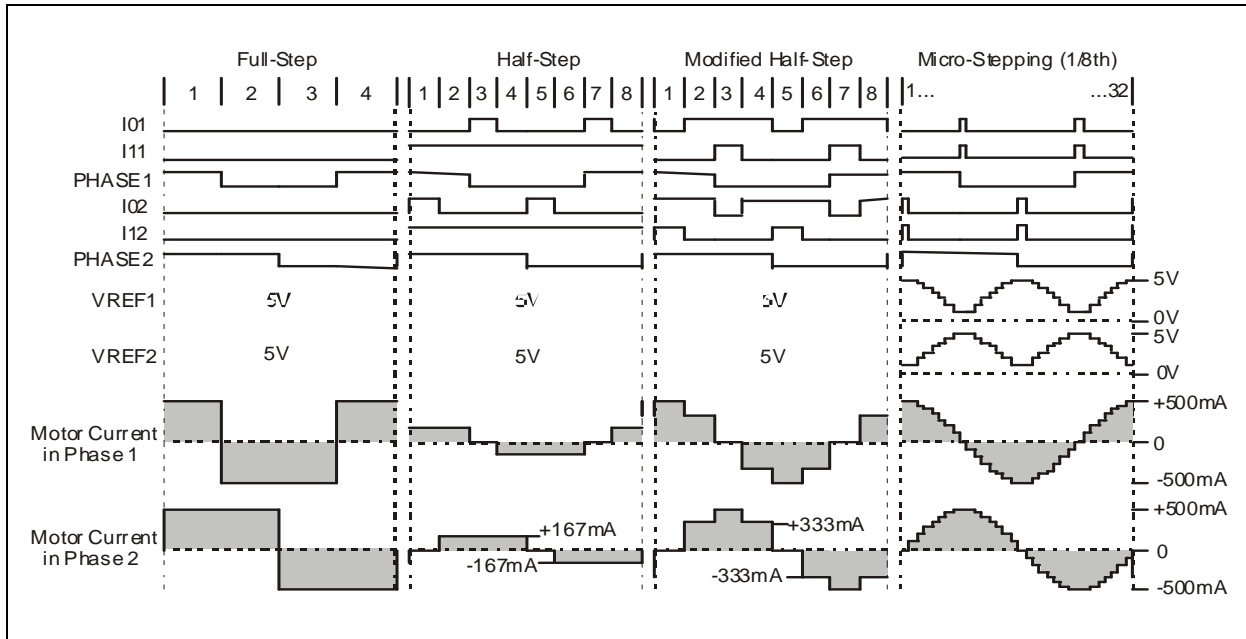 Full-Step Half-Step Modified Half-Step Micro-Stepping (1/8th)
1 2 3 4 1 2 3 4 5 6 7 8 1 2 3 4 5 6 7 8 1... ...32
I01
I11
PHASE1
I02
I12
PHASE2
VREF1 5V 5V 5V 5V
0V
VREF2 5V 5V 5V 5V
0V
Motor Current
in Phase 1
+500mA
0
-500mA
Motor Current
in Phase 2
+167mA
-167mA
+333mA
-333mA
+500mA
0
-500mA